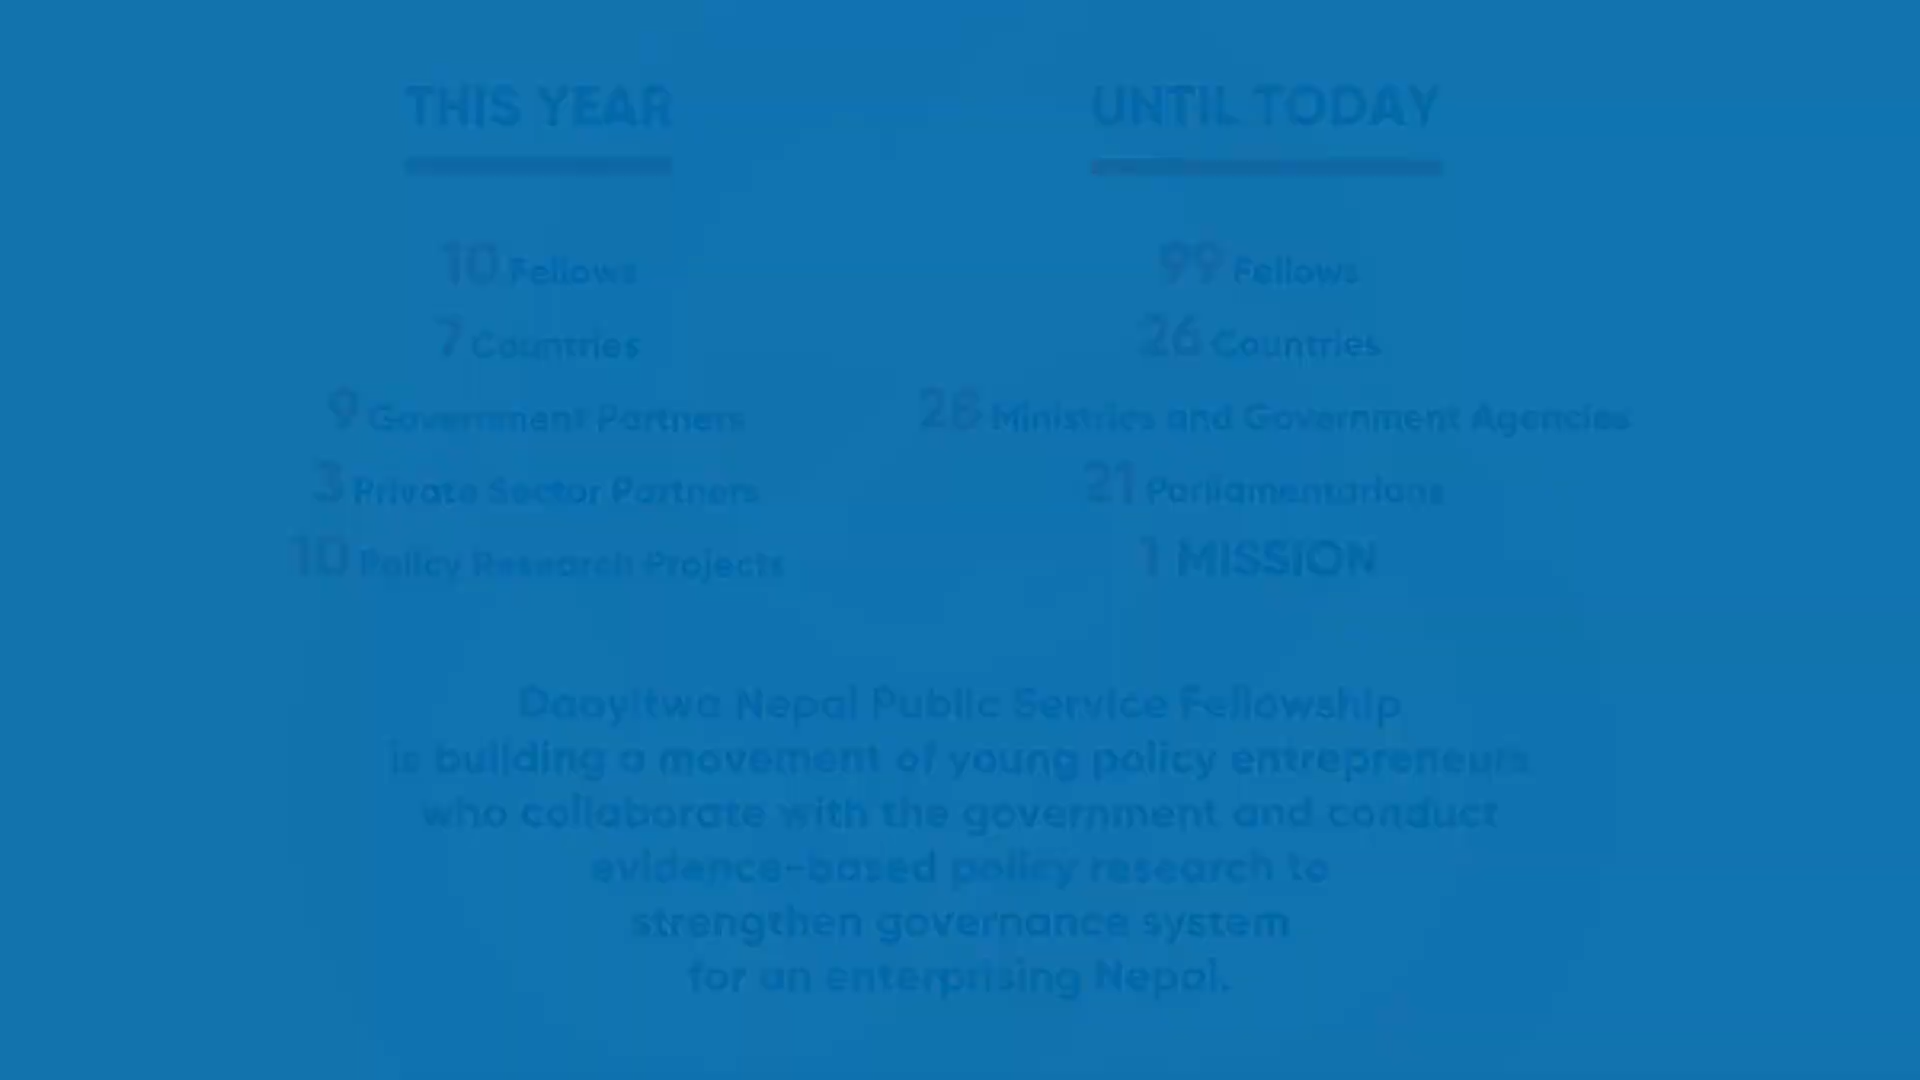 THIS YEAR
10 Fellows
7 Countries
9 Government Partners
3 Private Sector Partners
10 Policy Research Projects
UNTIL TODAY
99 Fellows
26 Countries
28 Ministries and Government Agencies
21 Parliamentarians
1 MISSION
Daayitwa Nepal Public Service Fellowship
is building a movement of young policy entrepreneurs
who collaborate with the government and conduct
evidence-based policy research to
strengthen governance system
for an enterprising Nepal.